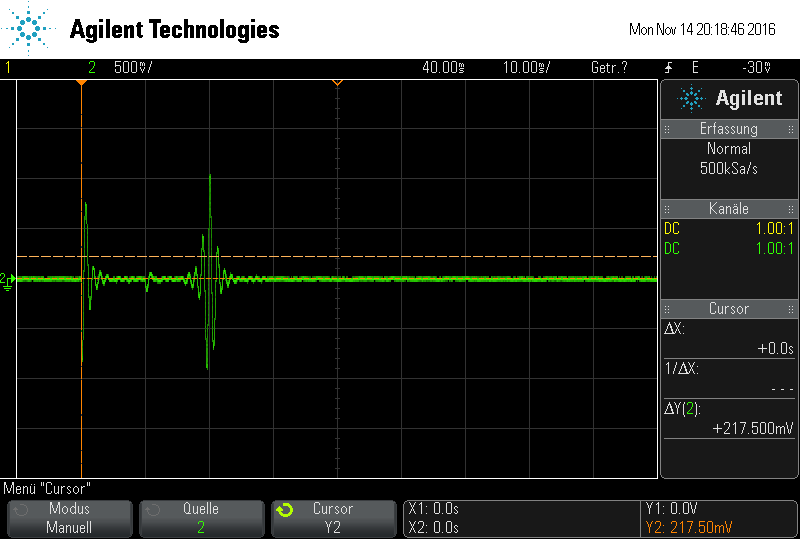 Agilent Technologies
Mon Nov 14 20:18:46 2016
1 2 500mV/ 40.00ms 10.00ms/ Getr.? E -30mV
Agilent
Erfassung
Normal
500kSa/s
Kanäle
DC 1.00:1
DC 1.00:1
Cursor
ΔX:
+0.0s
1/ΔX:
- - -
ΔY(2):
+217.500mV
2
Menü "Cursor"
Modus
Manuell
Quelle
2
Cursor
Y2
X1: 0.0s
X2: 0.0s
Y1: 0.0V
Y2: 217.50mV